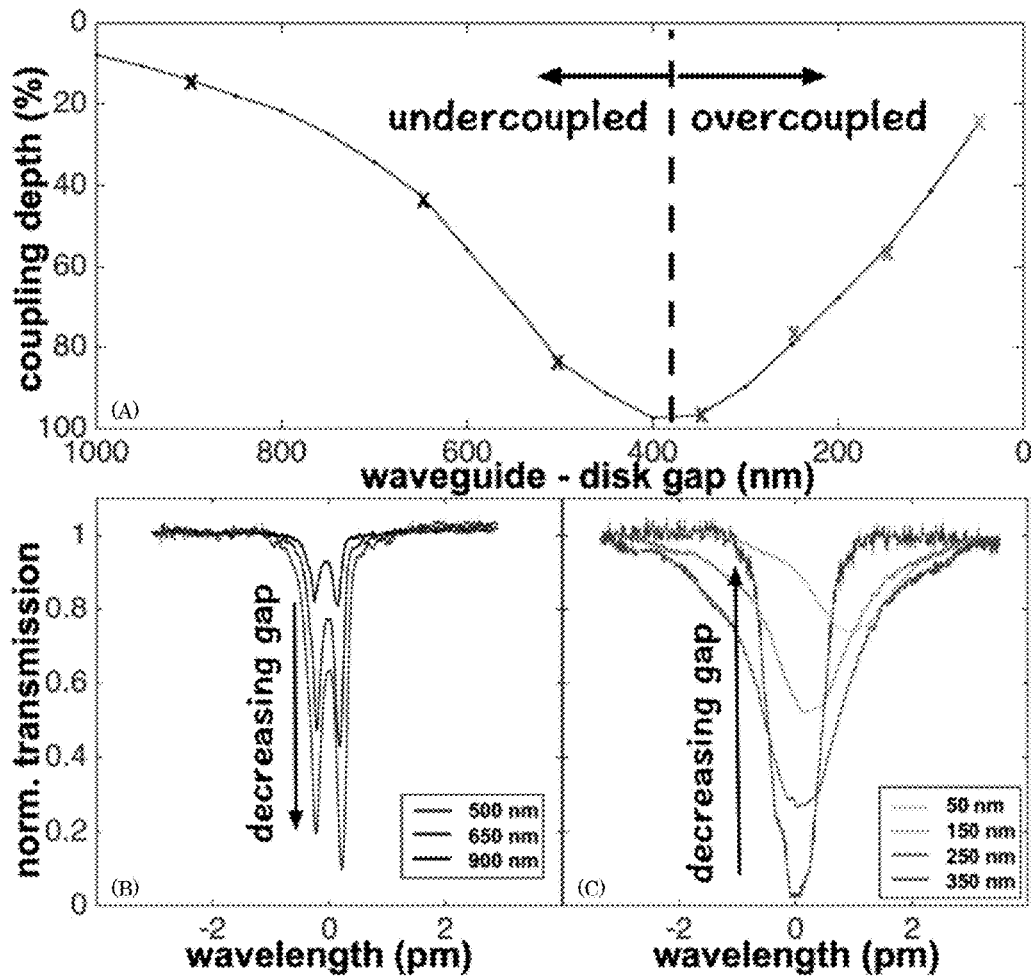 0
20
40
60
80
100
coupling depth (%)
undercoupled
overcoupled
(A)
1000
800
600
400
200
0
waveguide - disk gap (nm)
1
0.8
0.6
0.4
0.2
0
norm. transmission
decreasing gap
500 nm
650 nm
900 nm
(B)
-2
0
2
wavelength (pm)
decreasing gap
50 nm
150 nm
250 nm
350 nm
(C)
-2
0
2
wavelength (pm)